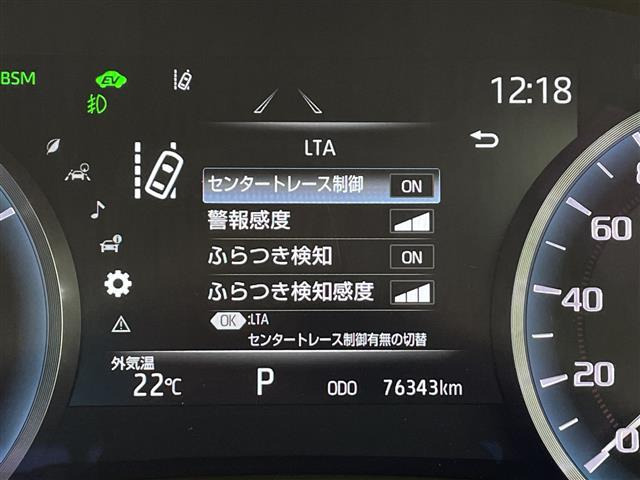 BSM
EV
12:18
LTA
センタートレース制御 ON
警報感度
ふらつき検知 ON
ふらつき検知感度
OK:LTA
センタートレース制御有無の切替
外気温
22℃ P ODO 76343km
60
40
20
0